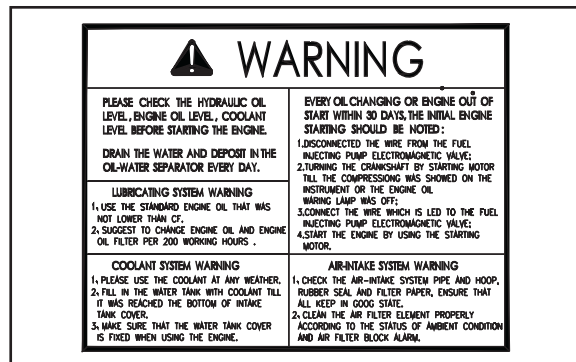 WARNING
PLEASE CHECK THE HYDRAULIC OIL
LEVEL, ENGINE OIL LEVEL, COOLANT
LEVEL BEFORE STARTING THE ENGINE.
DRAIN THE WATER AND DEPOSIT IN THE
OIL-WATER SEPARATOR EVERY DAY.
LUBRICATING SYSTEM WARNING
1、USE THE STANDARD ENGINE OIL THAT WAS
NOT LOWER THAN CF.
2、SUGGEST TO CHANGE ENGINE OIL AND ENGINE
OIL FILTER PER 200 WORKING HOURS .
COOLANT SYSTEM WARNING
1、PLEASE USE THE COOLANT AT ANY WEATHER.
2、FILL IN THE WATER TANK WITH COOLANT TILL
IT WAS REACHED THE BOTTOM OF INTAKE
TANK COVER.
3、MAKE SURE THAT THE WATER TANK COVER
IS FIXED WHEN USING THE ENGINE.
EVERY OIL CHANGING OR ENGINE OUT OF
START WITHIN 30 DAYS, THE INITIAL ENGINE
STARTING SHOULD BE NOTED :
1.DISCONNECTED THE WIRE FROM THE FUEL
INJECTING PUMP ELECTROMAGNETIC VALVE;
2.TURNING THE CRANKSHAFT BY STARTING MOTOR
TILL THE COMPRESSIONG WAS SHOWED ON THE
INSTRUMENT OR THE ENGINE OIL
WARING LAMP WAS OFF;
3.CONNECT THE WIRE WHICH IS LED TO THE FUEL
INJECTING PUMP ELECTROMAGNETIC VALVE;
4.START THE ENGINE BY USING THE STARTING
MOTOR.
AIR-INTAKE SYSTEM WARNING
1、CHECK THE AIR-INTAKE SYSTEM PIPE AND HOOP,
RUBBER SEAL AND FILTER PAPER, ENSURE THAT
ALL KEEP IN GOOG STATE.
2、CLEAN THE AIR FILTER ELEMENT PROPERLY
ACCORDING TO THE STATUS OF AMBIENT CONDITION
AND AIR FILTER BLOCK ALARM.